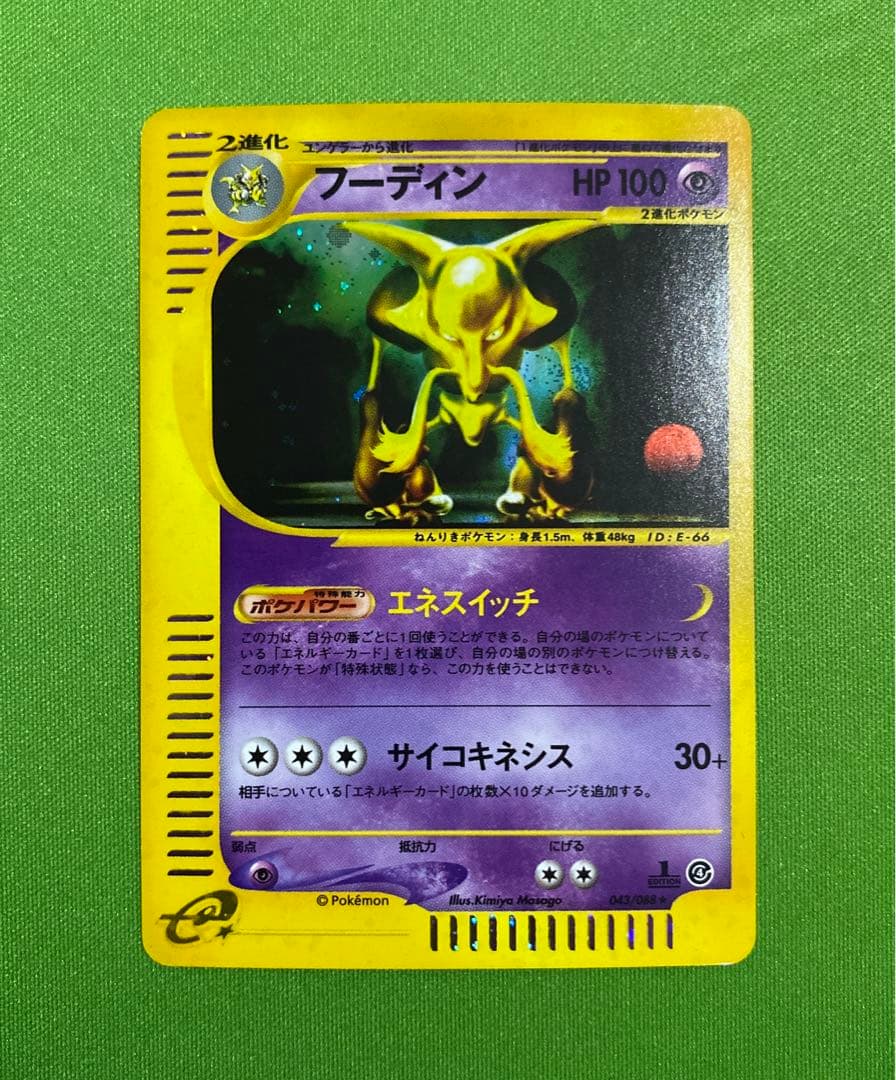 2進化
ユンゲラーから進化
フーディン
HP 100
2進化ポケモン
ねんりきポケモン：身長1.5m、体重48kg ID：E-66
特殊能力
ポケパワー
エネスイッチ
この力は、自分の番ごとに1回使うことができる。自分の場のポケモンについて
いる「エネルギーカード」を1枚選び、自分の場の別のポケモンにつけ替える。
このポケモンが「特殊状態」なら、この力を使うことはできない。
サイコキネシス
30+
相手についている「エネルギーカード」の枚数×10ダメージを追加する。
弱点 抵抗力 にげる
1
EDITION
©Pokémon Illus.Kimiya Masago 043/088★
e